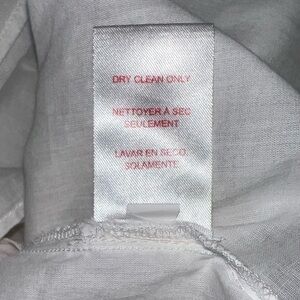 DRY CLEAN ONLY
NETTOYER À SEC
SEULEMENT
LAVAR EN SECO.
SOLAMENTE